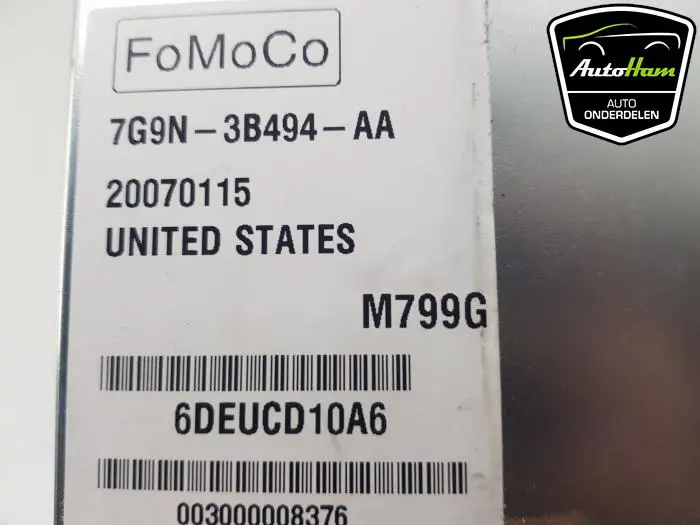 FoMoCo
7G9N-3B494-AA
20070115
UNITED STATES
M799G
6DEUCD10A6
003000008376
AutoHam
AUTO
ONDERDELEN